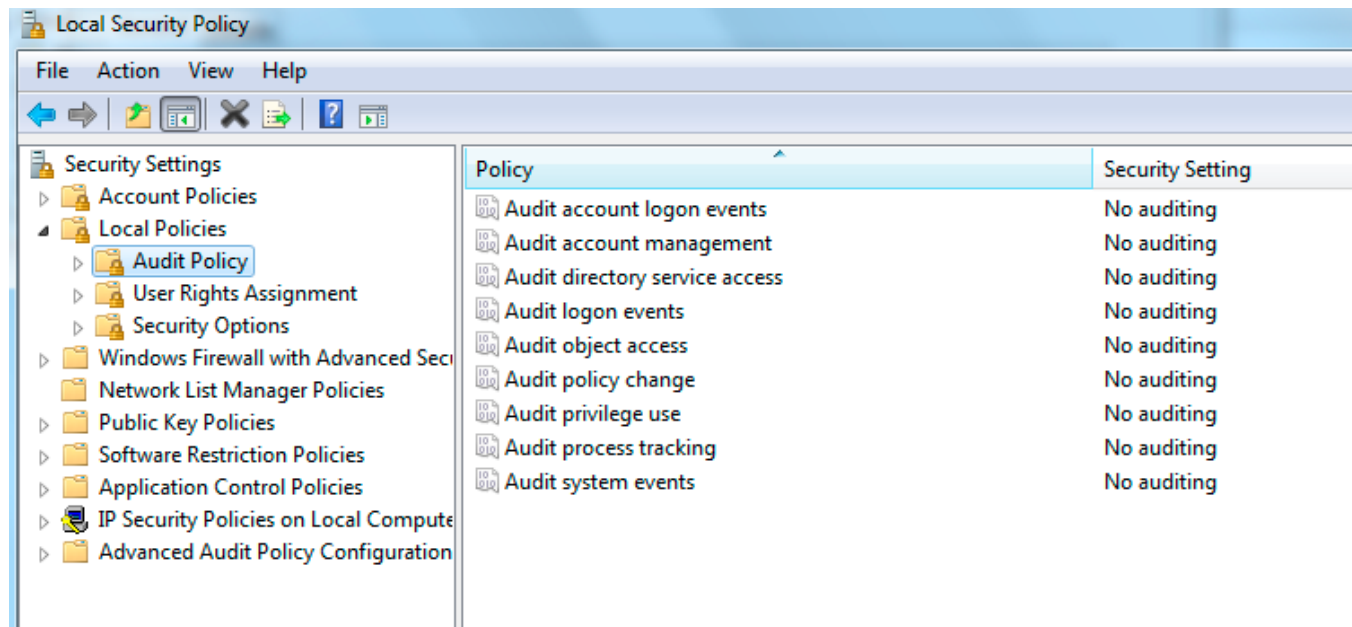 Local Security Policy
File Action View Help
Security Settings
Account Policies
Local Policies
Audit Policy
User Rights Assignment
Security Options
Windows Firewall with Advanced Secu
Network List Manager Policies
Public Key Policies
Software Restriction Policies
Application Control Policies
IP Security Policies on Local Compute
Advanced Audit Policy Configuration
Policy Security Setting
Audit account logon events No auditing
Audit account management No auditing
Audit directory service access No auditing
Audit logon events No auditing
Audit object access No auditing
Audit policy change No auditing
Audit privilege use No auditing
Audit process tracking No auditing
Audit system events No auditing